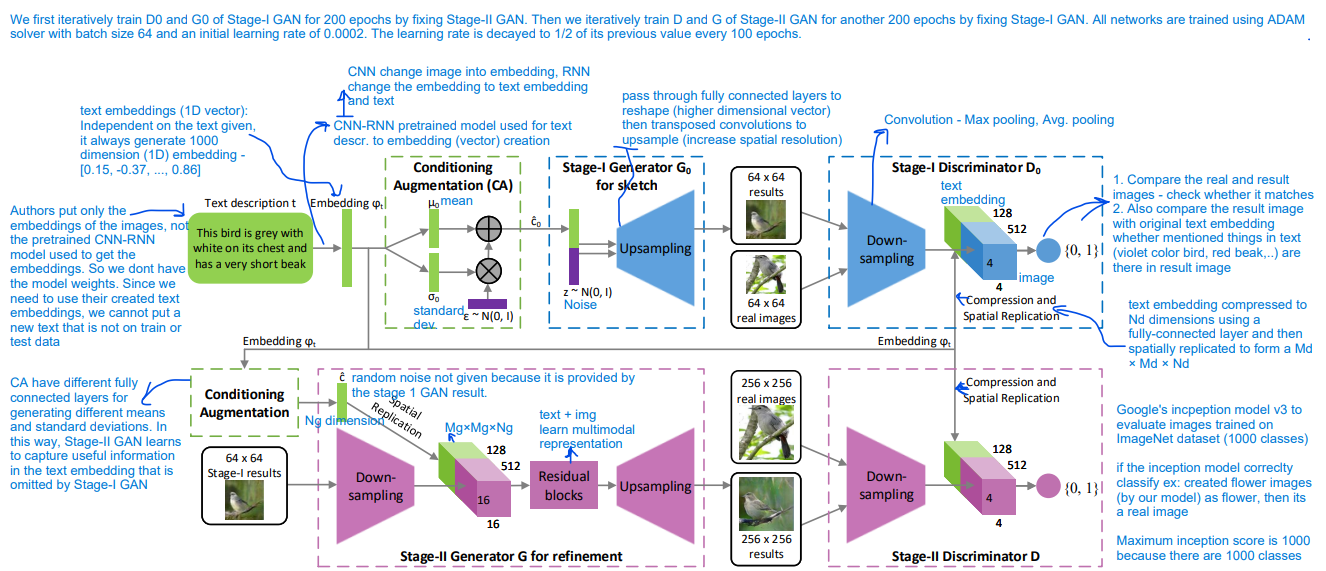 We first iteratively train D0 and G0 of Stage-I GAN for 200 epochs by fixing Stage-II GAN. Then we iteratively train D and G of Stage-II GAN for another 200 epochs by fixing Stage-I GAN. All networks are trained using ADAM
solver with batch size 64 and an initial learning rate of 0.0002. The learning rate is decayed to 1/2 of its previous value every 100 epochs.
CNN change image into embedding, RNN
change the embedding to text embedding
and text
text embeddings (1D vector):
Independent on the text given,
it always generate 1000
dimension (1D) embedding -
[0.15, -0.37, ..., 0.86]
CNN-RNN pretrained model used for text
descr. to embedding (vector) creation
pass through fully connected layers to
reshape (higher dimensional vector)
then transposed convolutions to
upsample (increase spatial resolution)
Convolution - Max pooling, Avg. pooling
Authors put only the
embeddings of the images, not
the pretrained CNN-RNN
model used to get the
embeddings. So we dont have
the model weights. Since we
need to use their created text
embeddings, we cannot put a
new text that is not on train or
test data
Text description t
This bird is grey with
white on its chest and
has a very short beak
Embedding φt
Conditioning
Augmentation (CA)
μ0
mean
σ0
standard
dev.
ε ~ N(0, I)
ĉ0
Stage-I Generator G0
for sketch
z ~ N(0, I)
Noise
Upsampling
64 x 64
results
64 x 64
real images
Stage-I Discriminator D0
Down-
sampling
text
embedding
128
512
4
4
image
{0, 1}
Compression and
Spatial Replication
1. Compare the real and result
images - check whether it matches
2. Also compare the result image
with original text embedding
whether mentioned things in text
(violet color bird, red beak,..) are
there in result image
text embedding compressed to
Nd dimensions using a
fully-connected layer and then
spatially replicated to form a Md
× Md × Nd
Embedding φt
Embedding φt
CA have different fully
connected layers for
generating different means
and standard deviations. In
this way, Stage-II GAN learns
to capture useful information
in the text embedding that is
omitted by Stage-I GAN
Conditioning
Augmentation
64 x 64
Stage-I results
ĉ
random noise not given because it is provided by
the stage 1 GAN result.
Ng dimension
Spatial
Replication
Mg×Mg×Ng
Down-
sampling
128
512
16
16
text + img
learn multimodal
representation
Residual
blocks
Upsampling
Stage-II Generator G for refinement
256 x 256
real images
256 x 256
results
Compression and
Spatial Replication
Down-
sampling
128
512
4
4
{0, 1}
Stage-II Discriminator D
Google's incpeption model v3 to
evaluate images trained on
ImageNet dataset (1000 classes)
if the inception model correclty
classify ex: created flower images
(by our model) as flower, then its
a real image
Maximum inception score is 1000
because there are 1000 classes